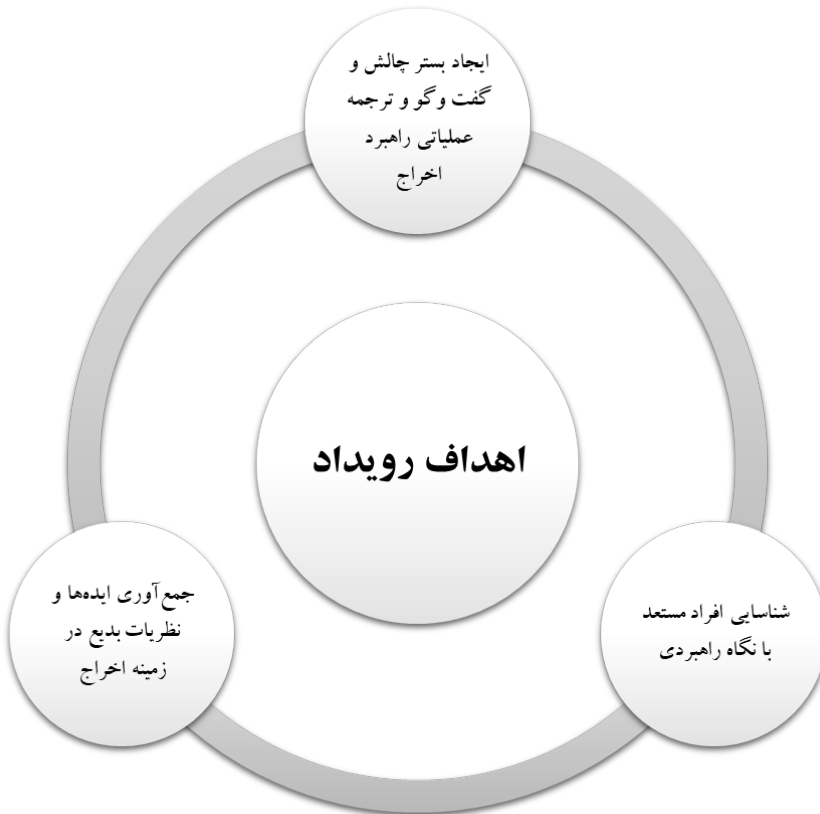 ایجاد بستر چالش و
گفت وگو و ترجمه
عملیاتی راهبرد
اخراج
اهداف رویداد
شناسایی افراد مستعد
با نگاه راهبردی
جمع‌آوری ایده‌ها و
نظریات بدیع در
زمینه اخراج